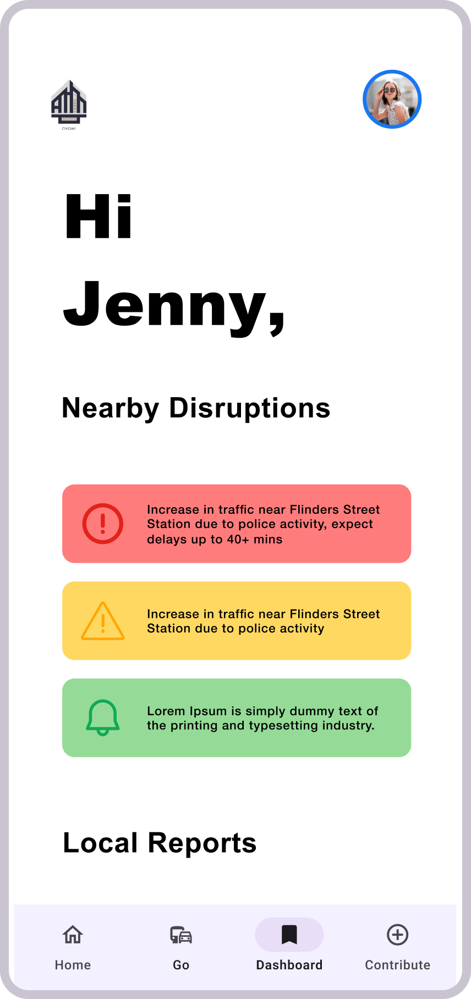 CitiCent
Hi
Jenny,
Nearby Disruptions
Increase in traffic near Flinders Street
Station due to police activity, expect
delays up to 40+ mins
Increase in traffic near Flinders Street
Station due to police activity
Lorem Ipsum is simply dummy text of
the printing and typesetting industry.
Local Reports
Home
Go
Dashboard
Contribute